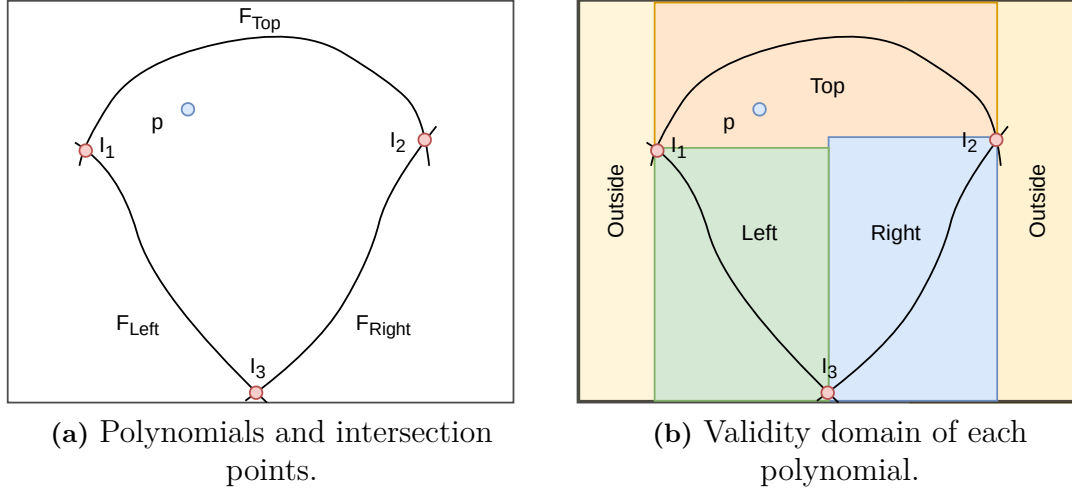 F_Top
p
I_1
I_2
F_Left
F_Right
I_3
(a) Polynomials and intersection
points.
Top
p
I_1
I_2
Outside
Left
Right
Outside
I_3
(b) Validity domain of each
polynomial.